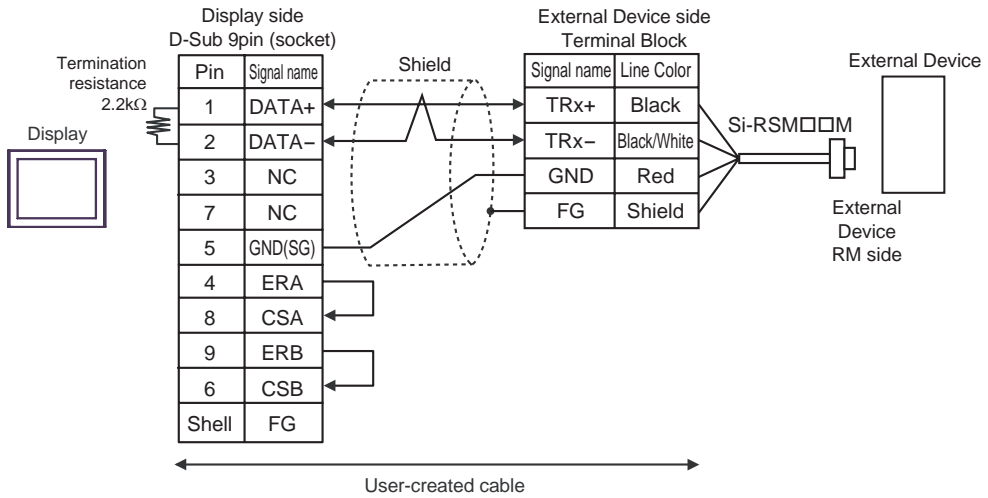 Display side
D-Sub 9pin (socket)
External Device side
Terminal Block
Termination
resistance
2.2kΩ
Display
Shield
External Device
Pin Signal name
1 DATA+
2 DATA−
3 NC
7 NC
5 GND(SG)
4 ERA
8 CSA
9 ERB
6 CSB
Shell FG
Signal name Line Color
TRx+ Black
TRx− Black/White
GND Red
FG Shield
Si-RSM□□M
External
Device
RM side
User-created cable